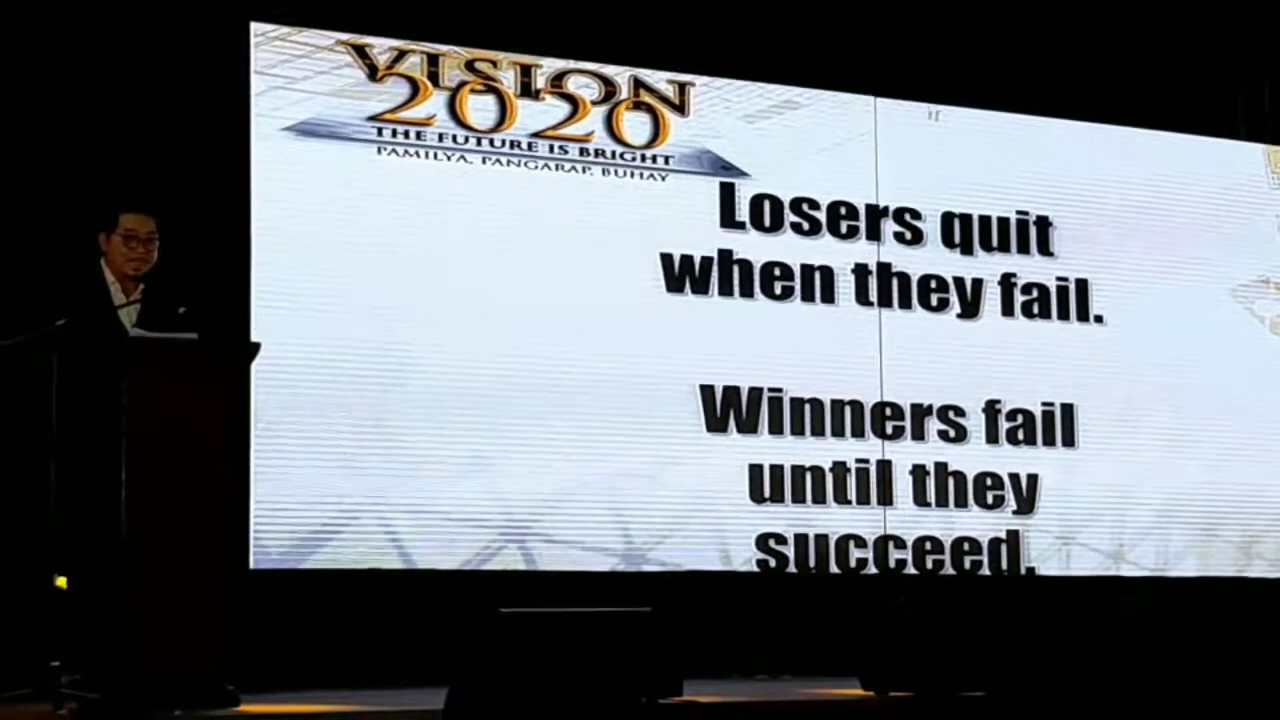 VISION
2020
THE FUTURE IS BRIGHT
PAMILYA, PANGARAP, BUHAY
Losers quit
when they fail.
Winners fail
until they
succeed.